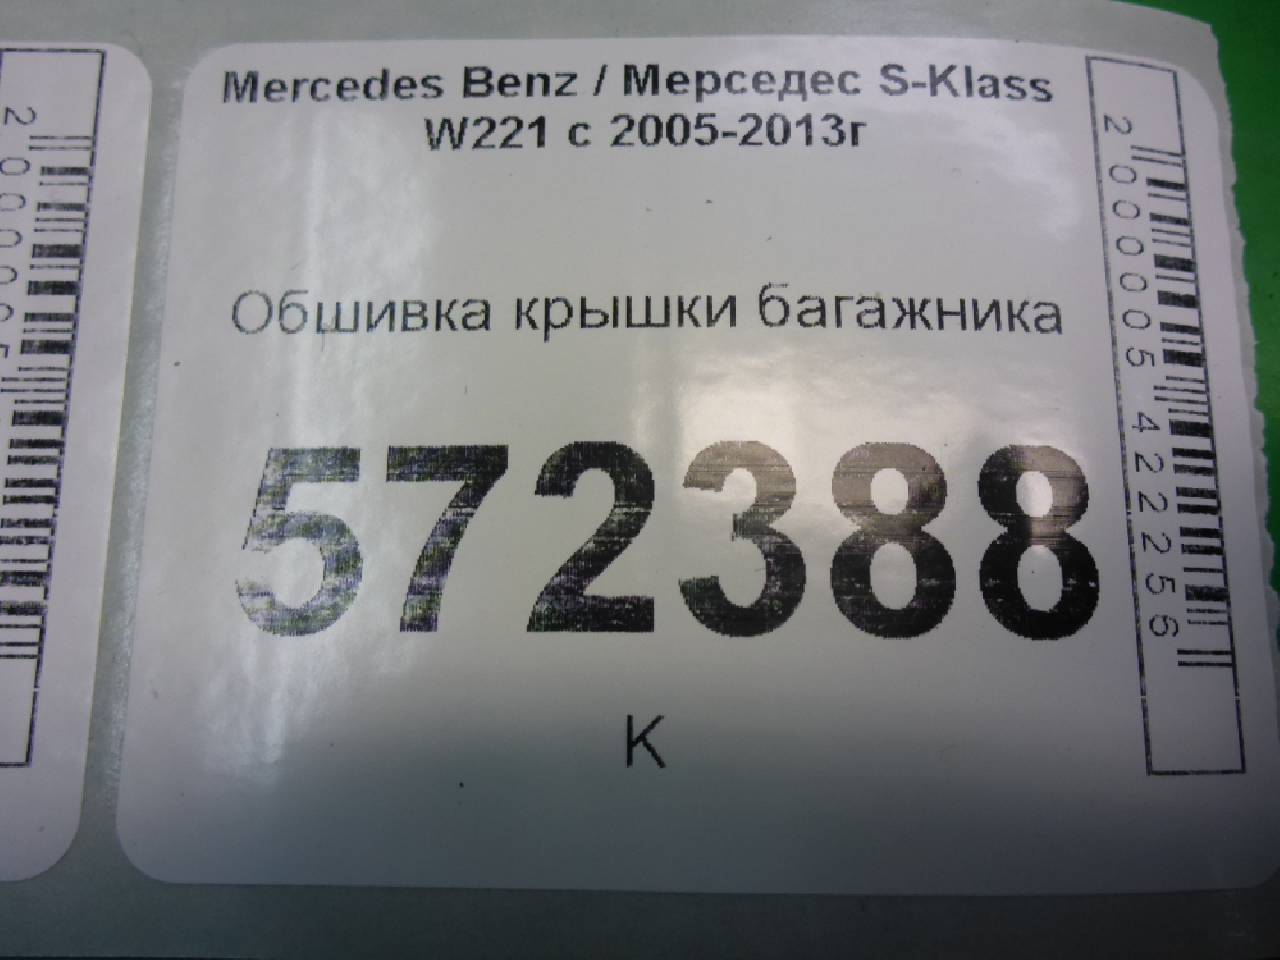 Mercedes Benz / Мерседес S-Klass
W221 с 2005-2013г
Обшивка крышки багажника
572388
К
2000005422256